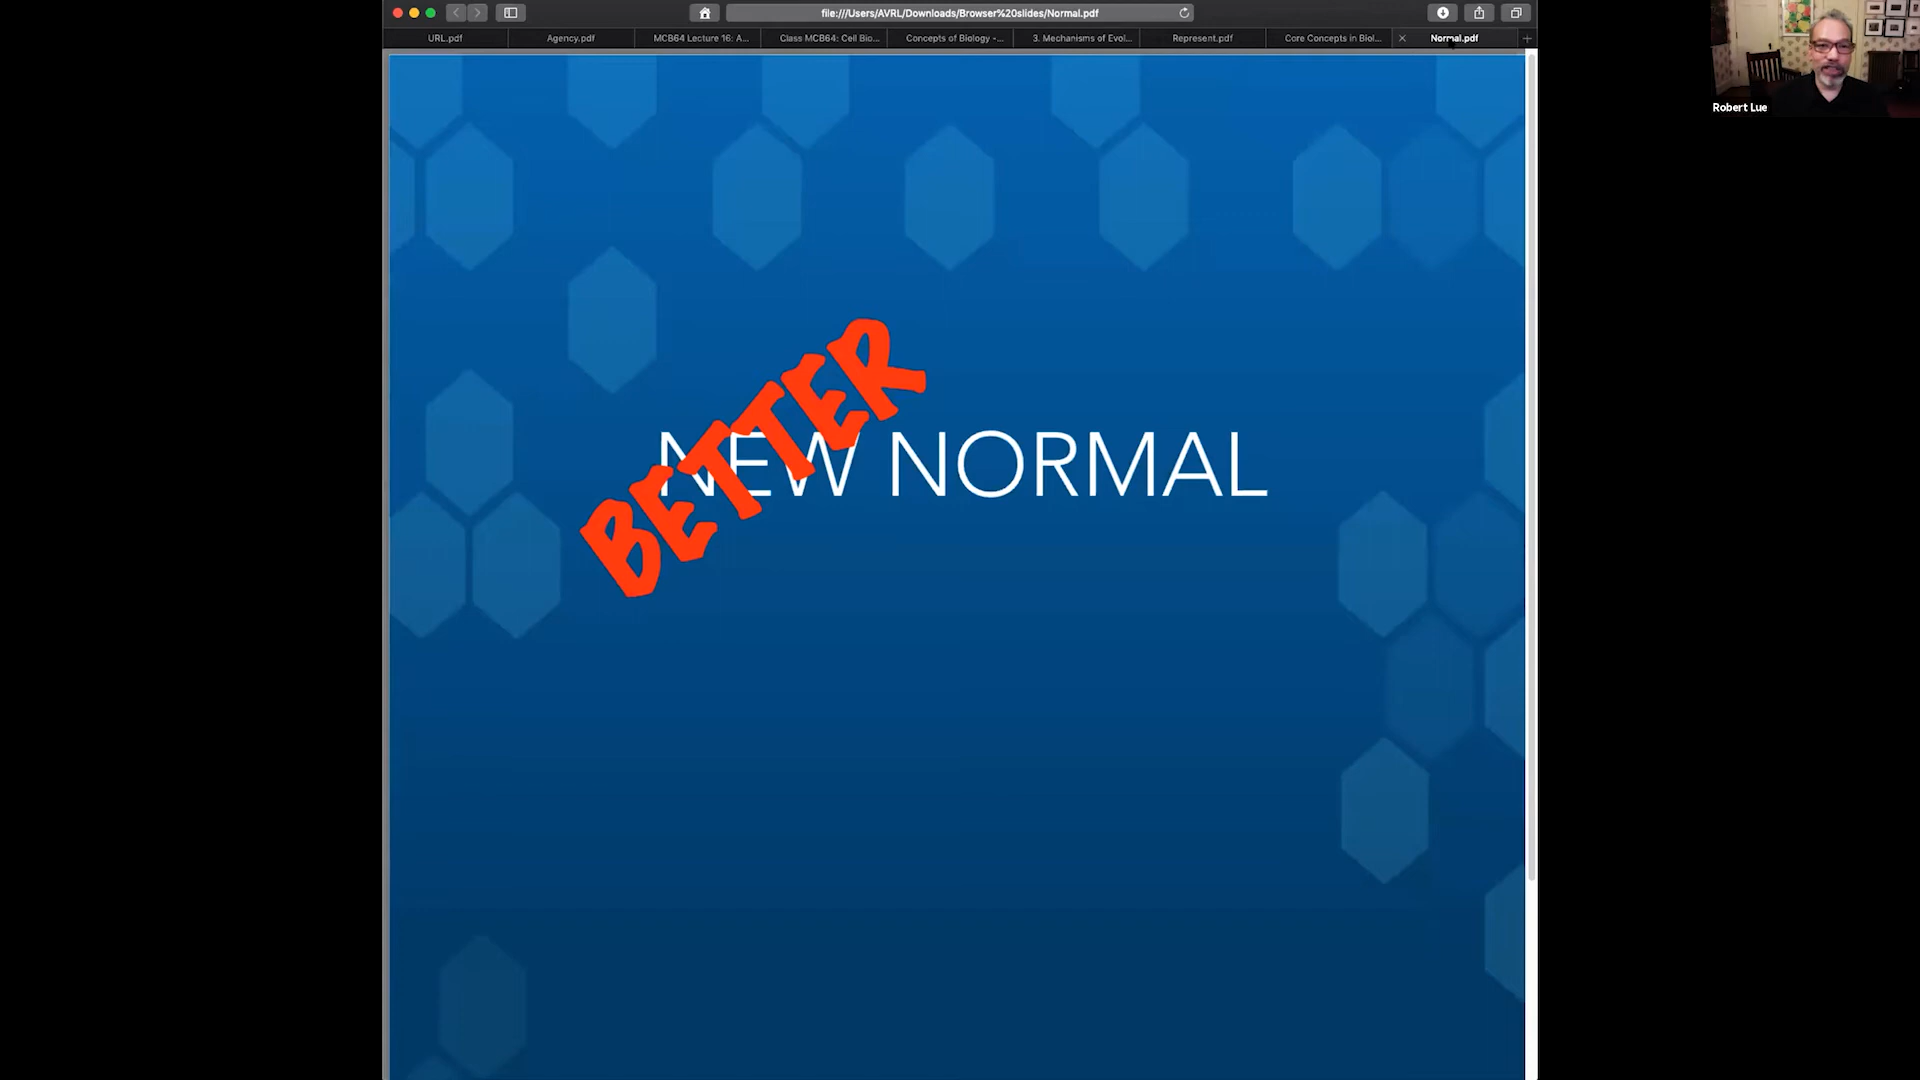 file:///Users/AVRL/Downloads/Browser%20slides/Normal.pdf
URL.pdf
Agency.pdf
MCB64 Lecture 16: A...
Class MCB64: Cell Bio...
Concepts of Biology -...
3. Mechanisms of Evol...
Represent.pdf
Core Concepts in Biol...
Normal.pdf
Robert Lue
BETTER
NEW NORMAL